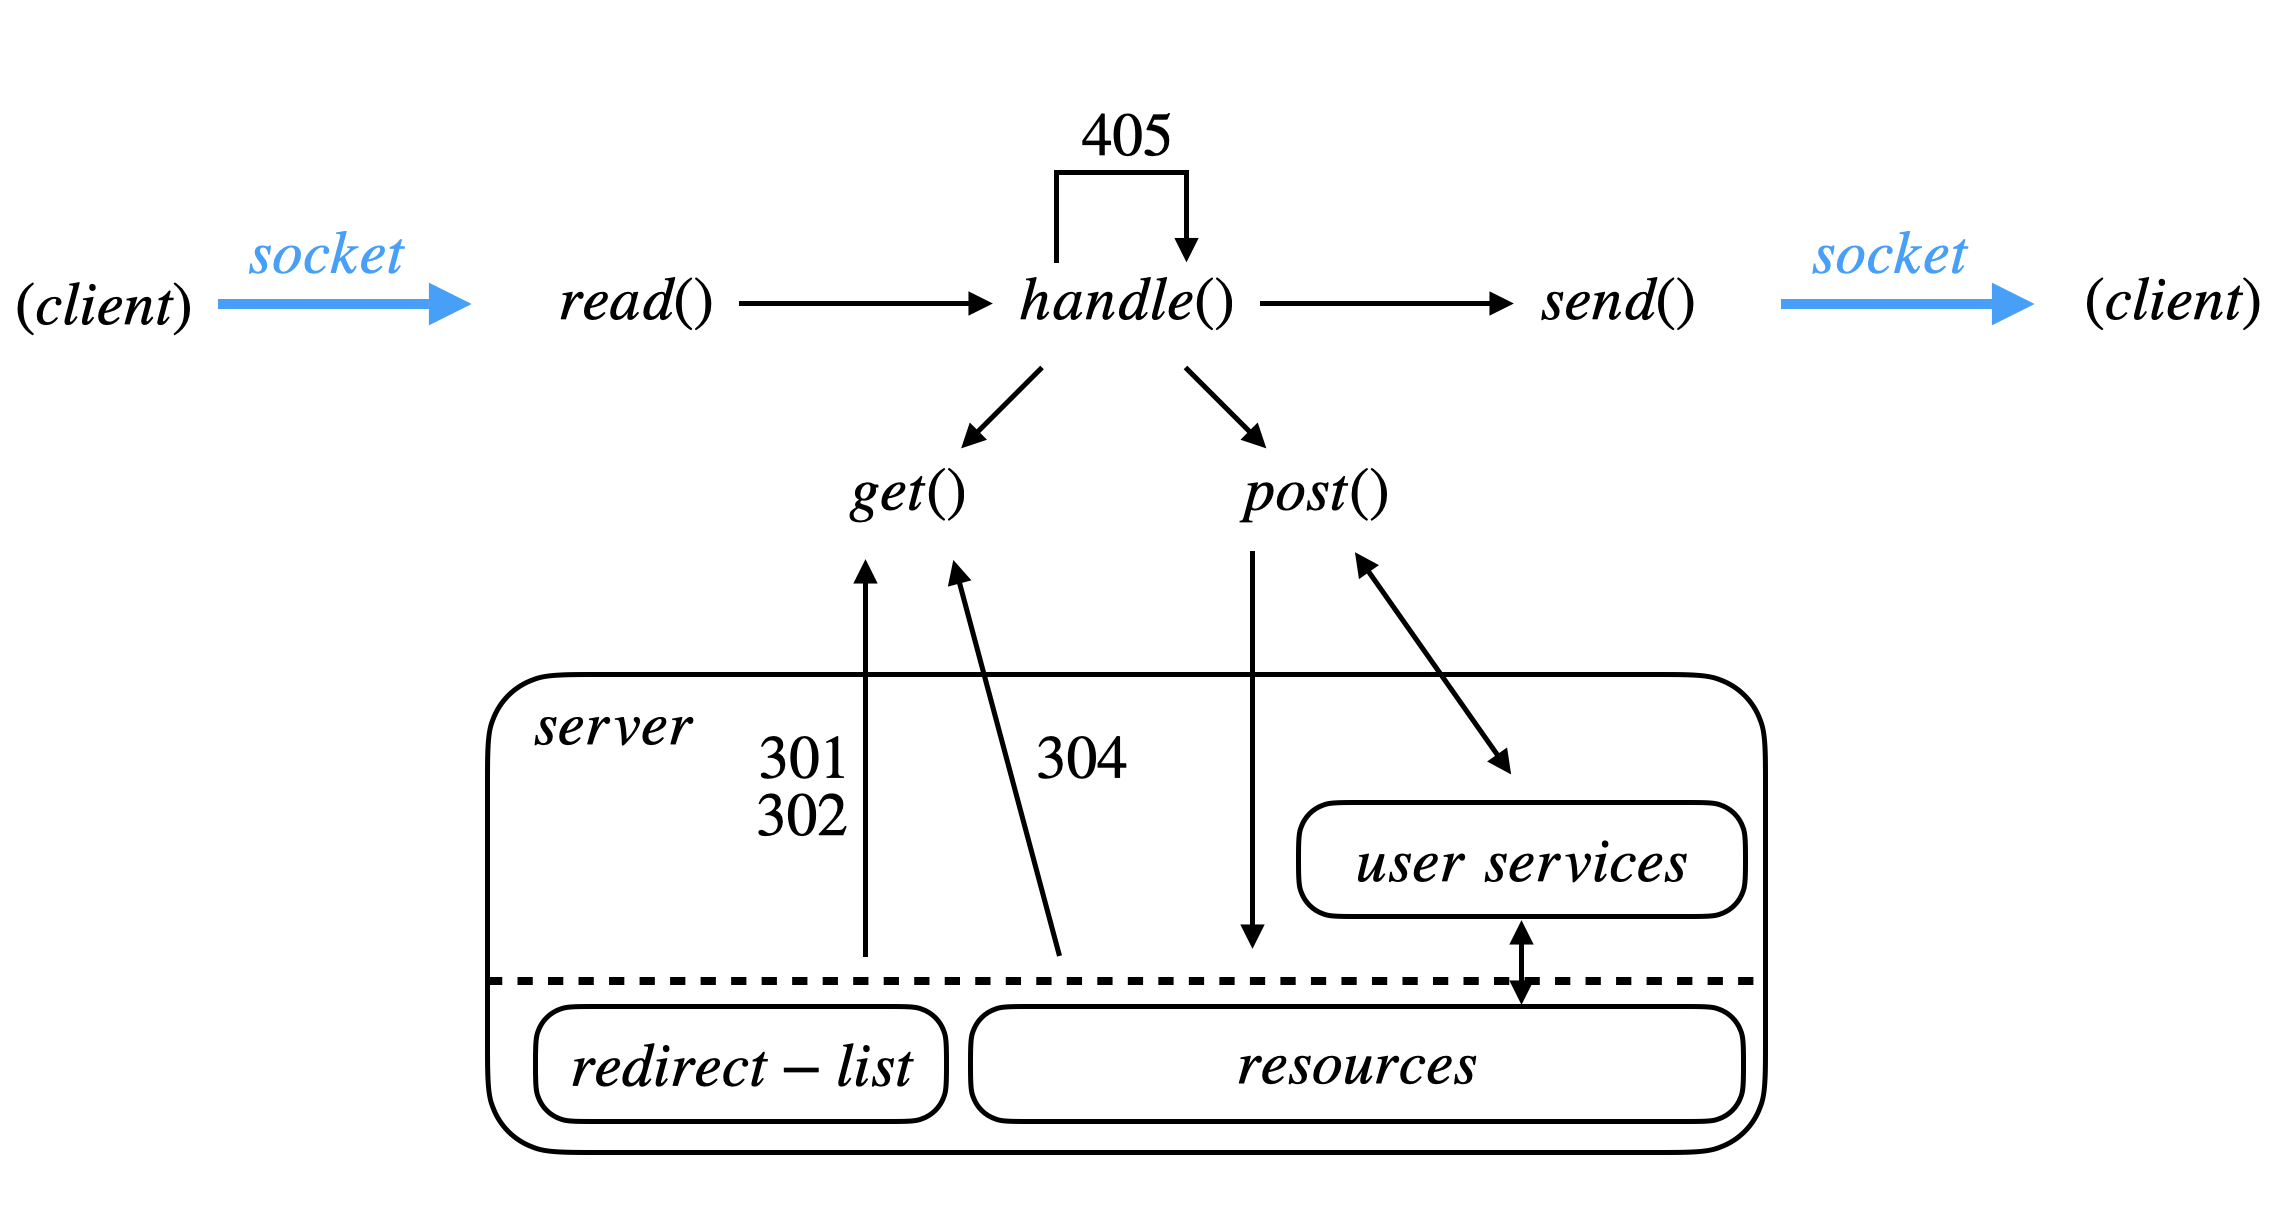 405
socket
socket
(client)
read()
handle()
send()
(client)
get()
post()
server
301
302
304
user services
redirect – list
resources